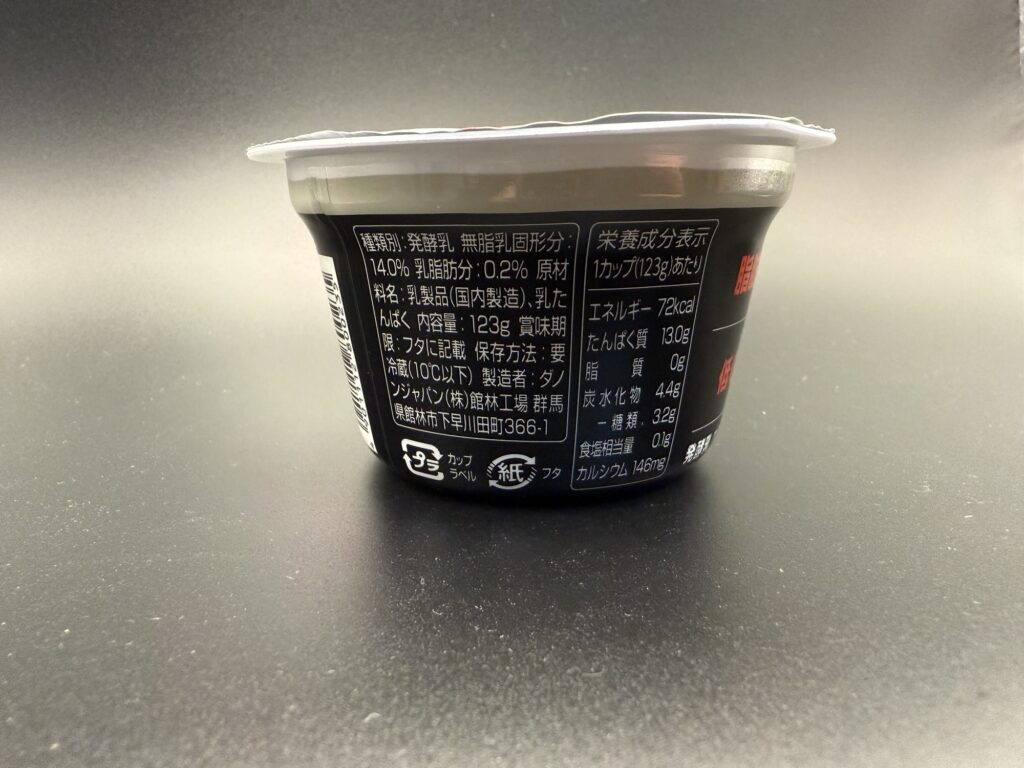 種類別：発酵乳 無脂乳固形分：
14.0% 乳脂肪分：0.2% 原材
料名：乳製品(国内製造)、乳た
んぱく 内容量：123g 賞味期
限：フタに記載 保存方法：要
冷蔵(10℃以下) 製造者：ダノ
ンジャパン(株)館林工場 群馬
県館林市下早川田町366-1
プラ カップ
ラベル
紙 フタ
栄養成分表示
1カップ(123g)あたり
エネルギー 72kcal
たんぱく質 13.0g
脂質 0g
炭水化物 4.4g
－糖類 3.2g
食塩相当量 0.1g
カルシウム 146mg
脂
低
発酵乳